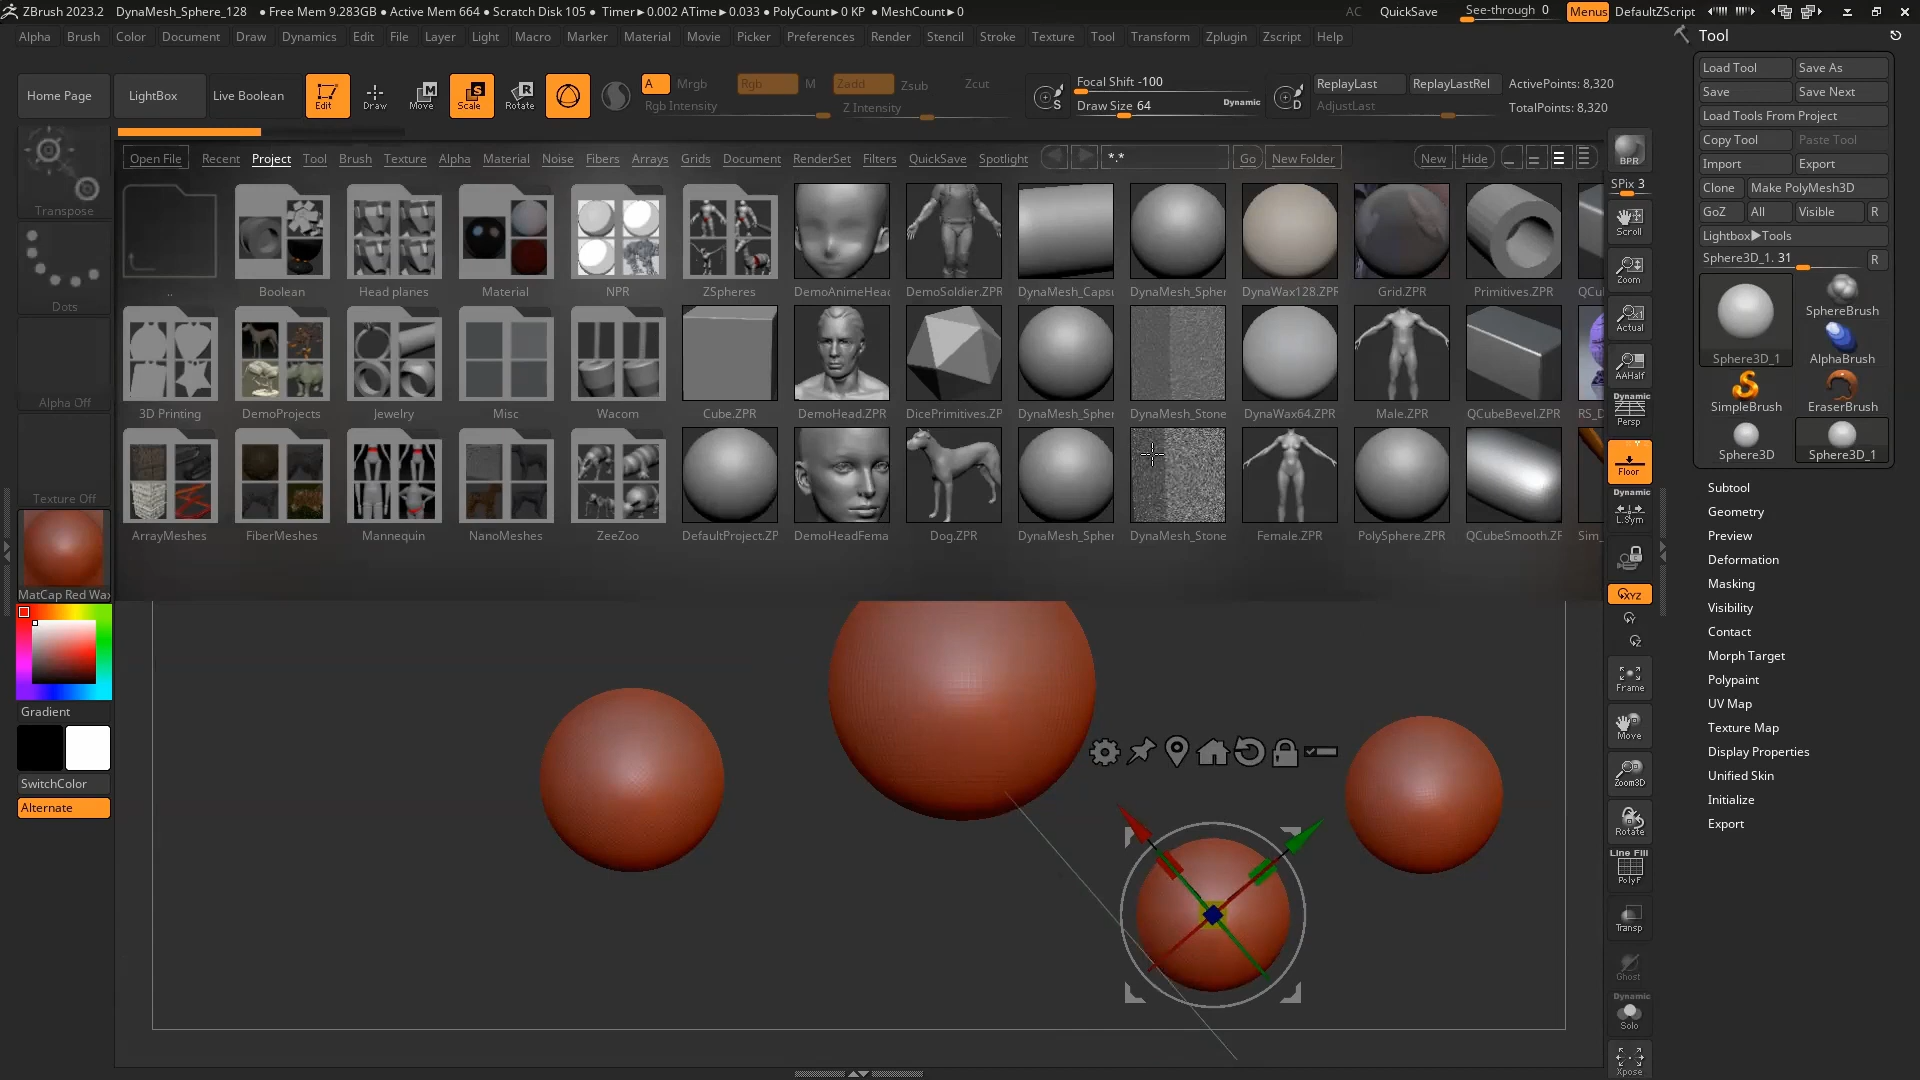 ZBrush 2023.2 DynaMesh_Sphere_128 ● Free Mem 9.283GB ● Active Mem 664 ● Scratch Disk 105 ● Timer►0.002 ATime►0.033 ● PolyCount►0 KP ● MeshCount►0 AC QuickSave See-through 0 Menus DefaultZScript
Alpha Brush Color Document Draw Dynamics Edit File Layer Light Macro Marker Material Movie Picker Preferences Render Stencil Stroke Texture Tool Transform Zplugin Zscript Help
Home Page LightBox Live Boolean Edit Draw Move Scale Rotate
A Mrgb Rgb M Zadd Zsub Zcut
Rgb Intensity Z Intensity
Focal Shift -100
Draw Size 64 Dynamic
S D
ReplayLast ReplayLastRel ActivePoints: 8,320
AdjustLast TotalPoints: 8,320
Open File Recent Project Tool Brush Texture Alpha Material Noise Fibers Arrays Grids Document RenderSet Filters QuickSave Spotlight *.* Go New Folder New Hide
.. Boolean Head planes Material NPR ZSpheres DemoAnimeHead DemoSoldier.ZPR DynaMesh_Capsu DynaMesh_Spher DynaWax128.ZPR Grid.ZPR Primitives.ZPR QCu
3D Printing DemoProjects Jewelry Misc Wacom Cube.ZPR DemoHead.ZPR DicePrimitives.ZP DynaMesh_Spher DynaMesh_Stone DynaWax64.ZPR Male.ZPR QCubeBevel.ZPR RS_D
ArrayMeshes FiberMeshes Mannequin NanoMeshes ZeeZoo DefaultProject.ZP DemoHeadFema Dog.ZPR DynaMesh_Spher DynaMesh_Stone Female.ZPR PolySphere.ZPR QCubeSmooth.ZF Sim_
Transpose
Dots
Alpha Off
Texture Off
MatCap Red Wax
Gradient
SwitchColor
Alternate
BPR
SPix 3
Scroll
Zoom
Actual
AAHalf
Dynamic
Persp
Floor
Dynamic
L.Sym
XYZ
Frame
Move
Zoom3D
Rotate
Line Fill
PolyF
Transp
Ghost
Dynamic
Solo
Xpose
Tool
Load Tool Save As
Save Save Next
Load Tools From Project
Copy Tool Paste Tool
Import Export
Clone Make PolyMesh3D
GoZ All Visible R
Lightbox►Tools
Sphere3D_1. 31 R
SphereBrush
Sphere3D_1 AlphaBrush
SimpleBrush EraserBrush
Sphere3D Sphere3D_1
Subtool
Geometry
Preview
Deformation
Masking
Visibility
Contact
Morph Target
Polypaint
UV Map
Texture Map
Display Properties
Unified Skin
Initialize
Export